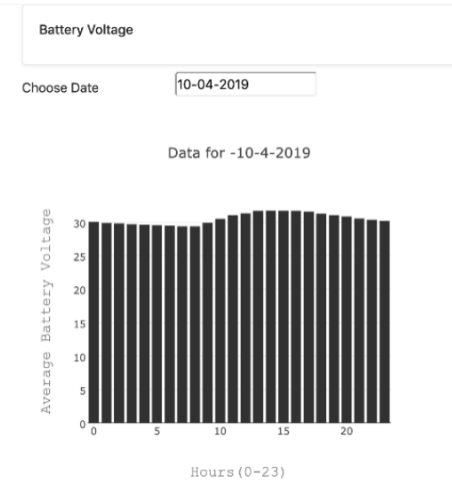 Battery Voltage
Choose Date
10-04-2019
Data for -10-4-2019
Average Battery Voltage
30
25
20
15
10
5
0
0 5 10 15 20
Hours(0-23)